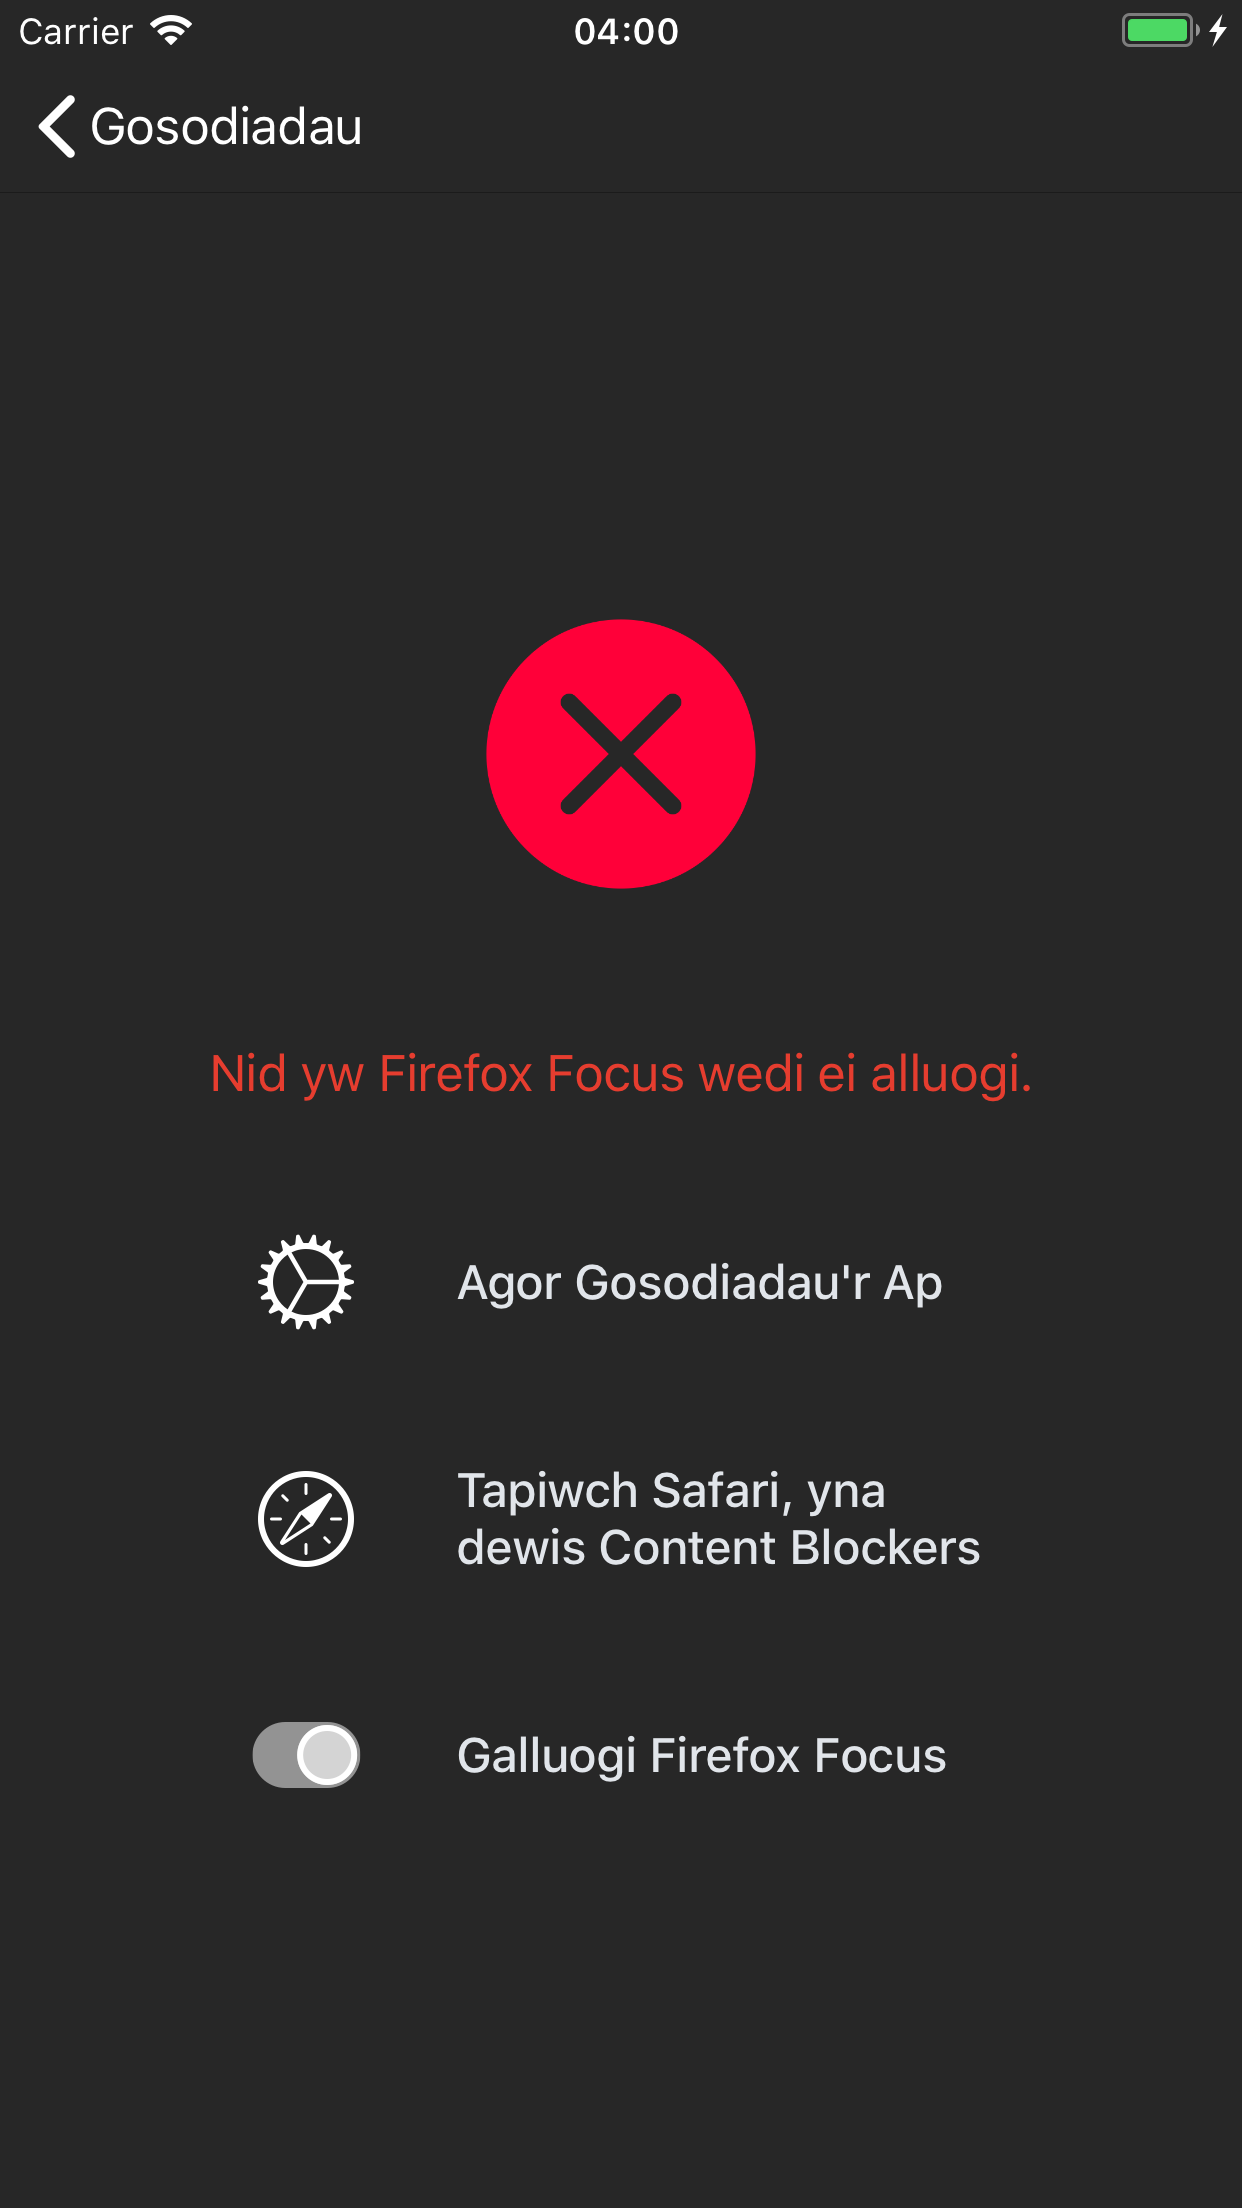 Carrier
04:00
Gosodiadau
Nid yw Firefox Focus wedi ei alluogi.
Agor Gosodiadau'r Ap
Tapiwch Safari, yna
dewis Content Blockers
Galluogi Firefox Focus